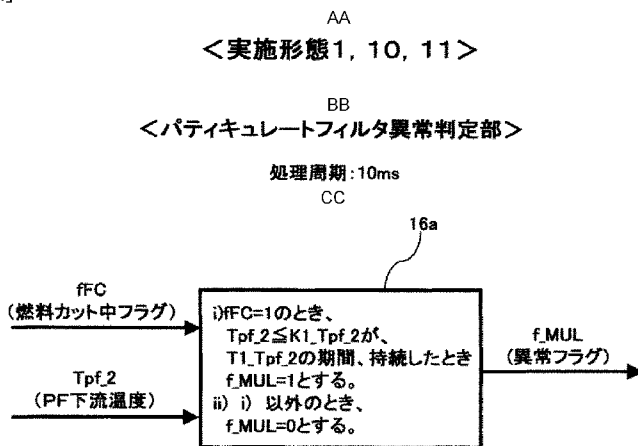 AA
<実施形態1, 10, 11>
BB
<パティキュレートフィルタ異常判定部>
処理周期:10ms
CC
16a
fFC
(燃料カット中フラグ)
Tpf_2
(PF下流温度)
i)fFC=1のとき、
Tpf_2≦K1_Tpf_2が、
T1_Tpf_2の期間、持続したとき
f_MUL=1とする。
ii) i) 以外のとき、
f_MUL=0とする。
f_MUL
(異常フラグ)